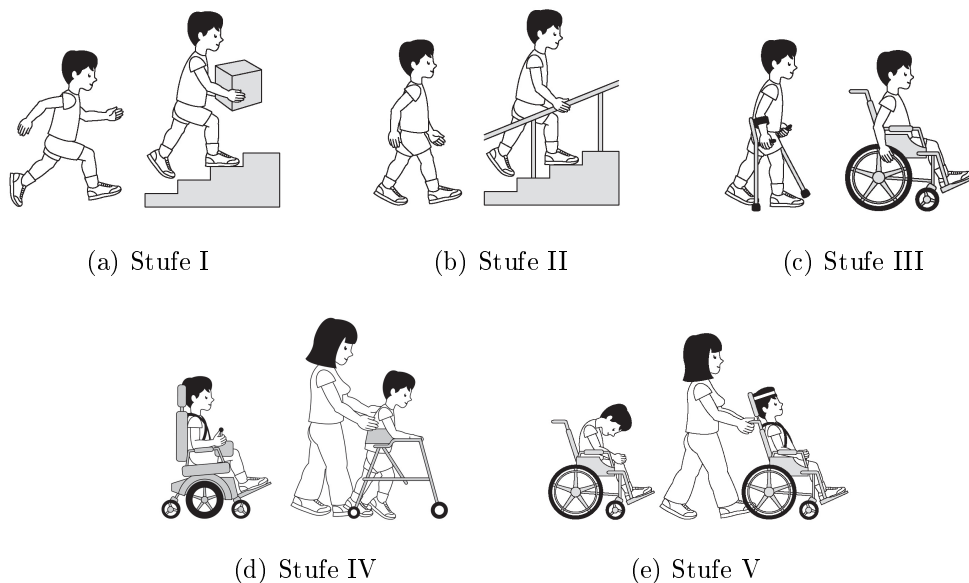 (a) Stufe I
(b) Stufe II
(c) Stufe III
(d) Stufe IV
(e) Stufe V